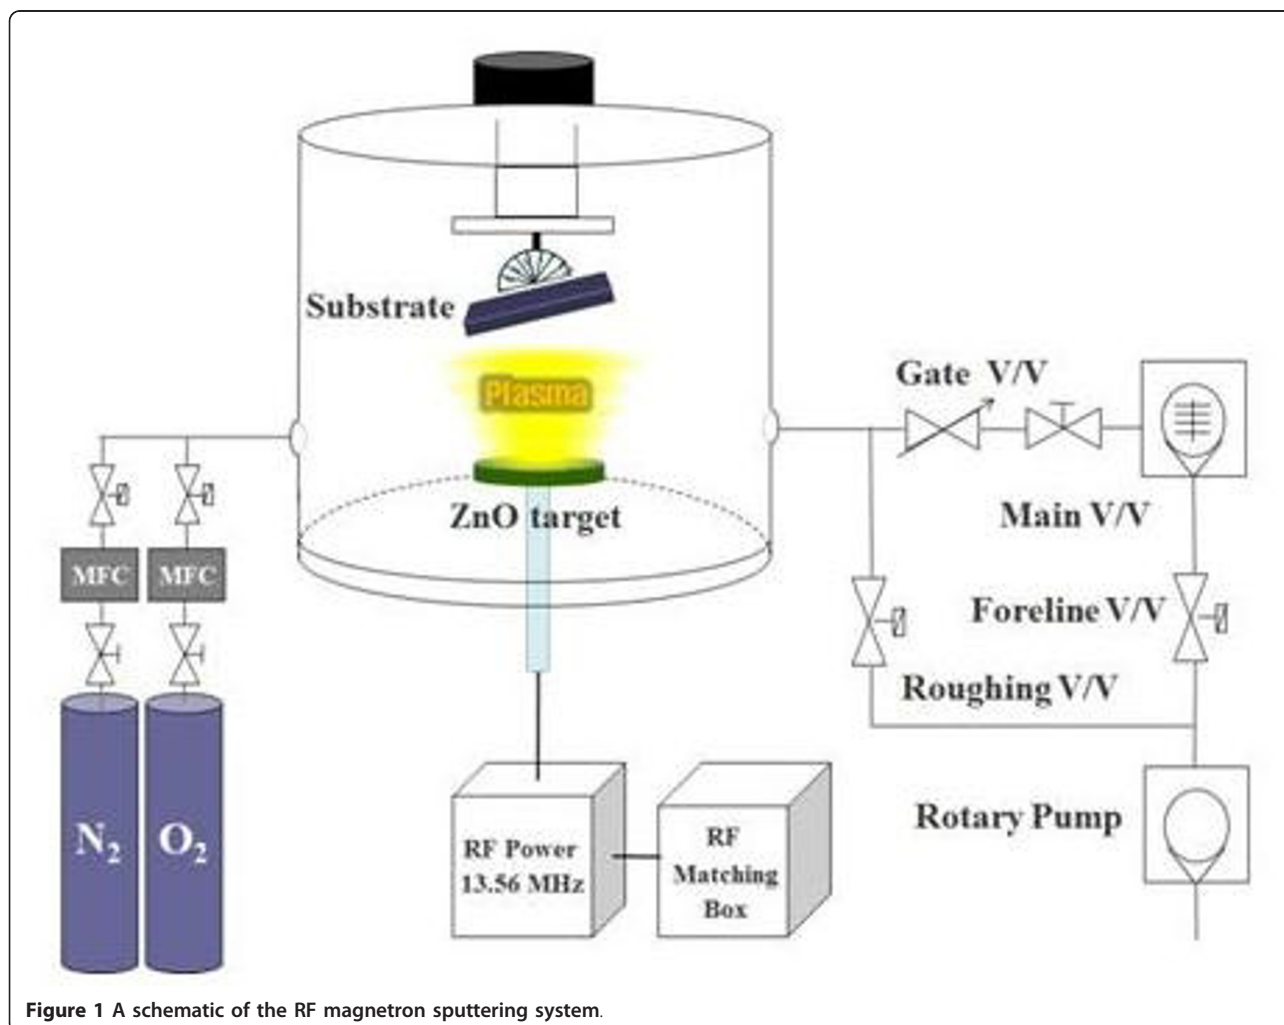 Substrate
Plasma
ZnO target
Gate V/V
Main V/V
Foreline V/V
Roughing V/V
Rotary Pump
MFC
MFC
N₂
O₂
RF Power
13.56 MHz
RF
Matching
Box
Figure 1 A schematic of the RF magnetron sputtering system.